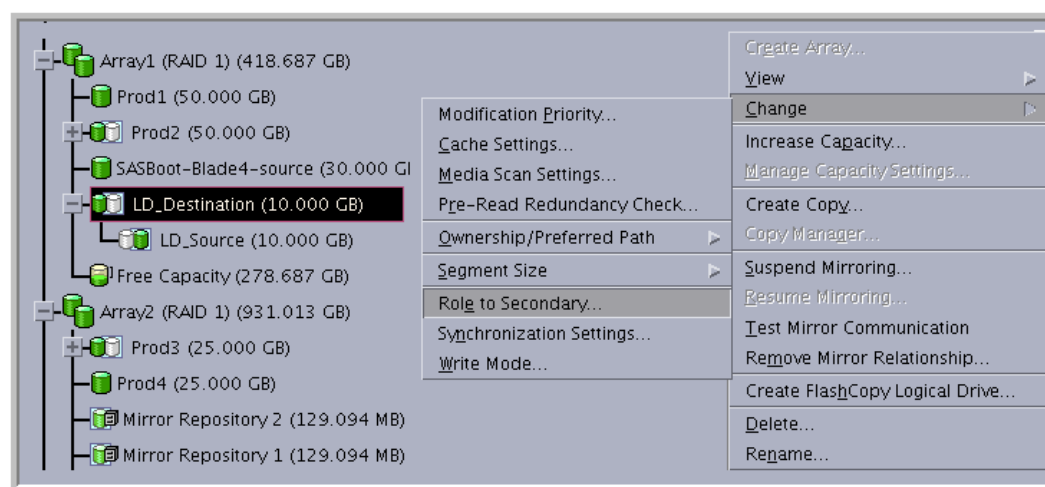 Array1 (RAID 1) (418.687 GB)
Prod1 (50.000 GB)
Prod2 (50.000 GB)
SASBoot-Blade4-source (30.000 GI
LD_Destination (10.000 GB)
LD_Source (10.000 GB)
Free Capacity (278.687 GB)
Array2 (RAID 1) (931.013 GB)
Prod3 (25.000 GB)
Prod4 (25.000 GB)
Mirror Repository 2 (129.094 MB)
Mirror Repository 1 (129.094 MB)
Modification Priority...
Cache Settings...
Media Scan Settings...
Pre-Read Redundancy Check...
Ownership/Preferred Path
Segment Size
Role to Secondary...
Synchronization Settings...
Write Mode...
Create Array...
View
Change
Increase Capacity...
Manage Capacity Settings...
Create Copy...
Copy Manager...
Suspend Mirroring...
Resume Mirroring...
Test Mirror Communication
Remove Mirror Relationship...
Create FlashCopy Logical Drive...
Delete...
Rename...